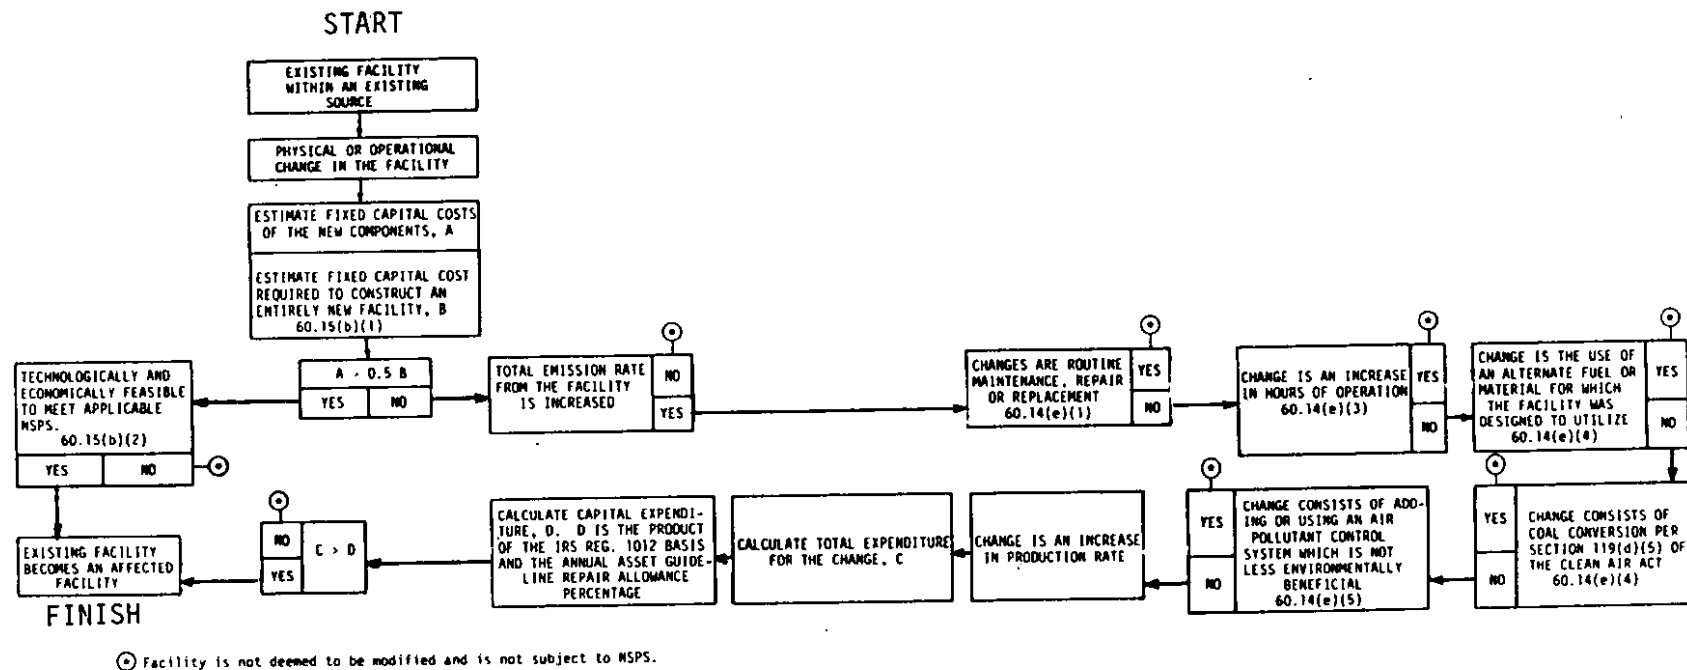 START
EXISTING FACILITY
WITHIN AN EXISTING
SOURCE
PHYSICAL OR OPERATIONAL
CHANGE IN THE FACILITY
ESTIMATE FIXED CAPITAL COSTS
OF THE NEW COMPONENTS, A
ESTIMATE FIXED CAPITAL COST
REQUIRED TO CONSTRUCT AN
ENTIRELY NEW FACILITY, B
60.15(b)(1)
A - 0.5 B
YES
NO
TECHNOLOGICALLY AND
ECONOMICALLY FEASIBLE
TO MEET APPLICABLE
NSPS.
60.15(b)(2)
YES
NO
TOTAL EMISSION RATE
FROM THE FACILITY
IS INCREASED
NO
YES
CHANGES ARE ROUTINE
MAINTENANCE, REPAIR
OR REPLACEMENT
60.14(e)(1)
YES
NO
CHANGE IS AN INCREASE
IN HOURS OF OPERATION
60.14(e)(3)
YES
NO
CHANGE IS THE USE OF
AN ALTERNATE FUEL OR
MATERIAL FOR WHICH
THE FACILITY WAS
DESIGNED TO UTILIZE
60.14(e)(4)
YES
NO
YES
NO
CHANGE CONSISTS OF
COAL CONVERSION PER
SECTION 119(d)(5) OF
THE CLEAN AIR ACT
60.14(e)(4)
YES
NO
CHANGE CONSISTS OF ADD-
ING OR USING AN AIR
POLLUTANT CONTROL
SYSTEM WHICH IS NOT
LESS ENVIRONMENTALLY
BENEFICIAL
60.14(e)(5)
CHANGE IS AN INCREASE
IN PRODUCTION RATE
CALCULATE TOTAL EXPENDITURE
FOR THE CHANGE, C
CALCULATE CAPITAL EXPENDI-
TURE, D. D IS THE PRODUCT
OF THE IRS REG. 1012 BASIS
AND THE ANNUAL ASSET GUIDE-
LINE REPAIR ALLOWANCE
PERCENTAGE
NO
YES
C > D
EXISTING FACILITY
BECOMES AN AFFECTED
FACILITY
FINISH
Facility is not deemed to be modified and is not subject to NSPS.